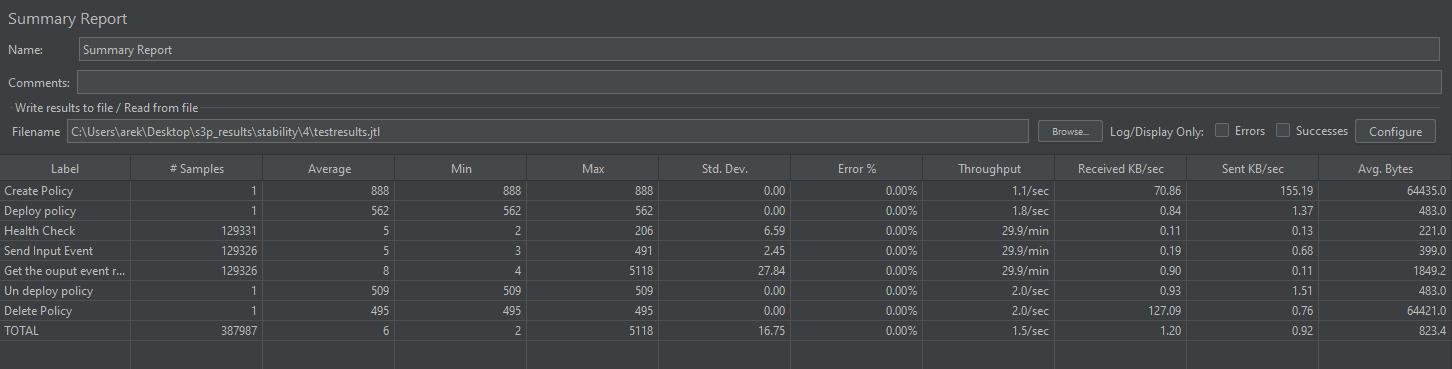 Summary Report
Name: Summary Report
Comments:
Write results to file / Read from file
Filename C:\Users\arek\Desktop\s3p_results\stability\4\testresults.jtl Browse... Log/Display Only: Errors Successes Configure
Label # Samples Average Min Max Std. Dev. Error % Throughput Received KB/sec Sent KB/sec Avg. Bytes
Create Policy 1 888 888 888 0.00 0.00% 1.1/sec 70.86 155.19 64435.0
Deploy policy 1 562 562 562 0.00 0.00% 1.8/sec 0.84 1.37 483.0
Health Check 129331 5 2 206 6.59 0.00% 29.9/min 0.11 0.13 221.0
Send Input Event 129326 5 3 491 2.45 0.00% 29.9/min 0.19 0.68 399.0
Get the ouput event r... 129326 8 4 5118 27.84 0.00% 29.9/min 0.90 0.11 1849.2
Un deploy policy 1 509 509 509 0.00 0.00% 2.0/sec 0.93 1.51 483.0
Delete Policy 1 495 495 495 0.00 0.00% 2.0/sec 127.09 0.76 64421.0
TOTAL 387987 6 2 5118 16.75 0.00% 1.5/sec 1.20 0.92 823.4